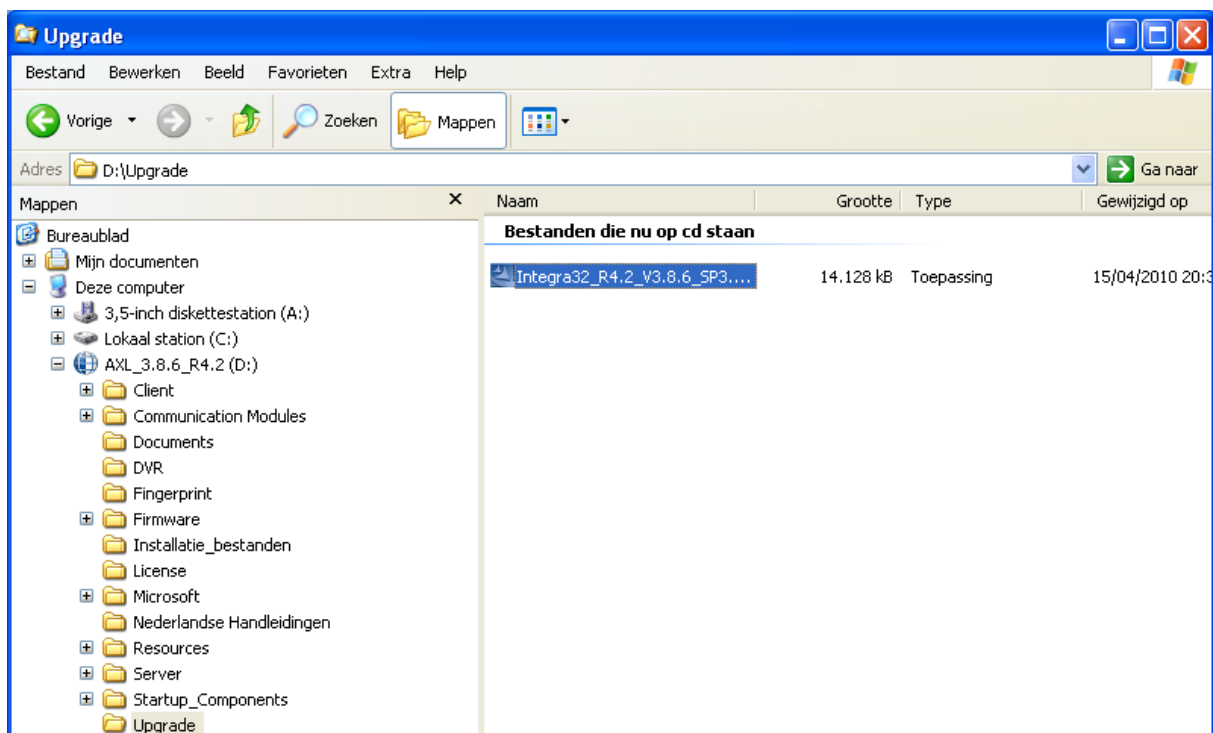 Upgrade
Bestand Bewerken Beeld Favorieten Extra Help
Vorige Zoeken Mappen
Adres D:\Upgrade Ga naar
Mappen
Naam Grootte Type Gewijzigd op
Bureaublad
Bestanden die nu op cd staan
Mijn documenten
Integra32_R4.2_V3.8.6_SP3.... 14.128 kB Toepassing 15/04/2010 20:3
Deze computer
3,5-inch diskettestation (A:)
Lokaal station (C:)
AXL_3.8.6_R4.2 (D:)
Client
Communication Modules
Documents
DVR
Fingerprint
Firmware
Installatie_bestanden
License
Microsoft
Nederlandse Handleidingen
Resources
Server
Startup_Components
Upgrade